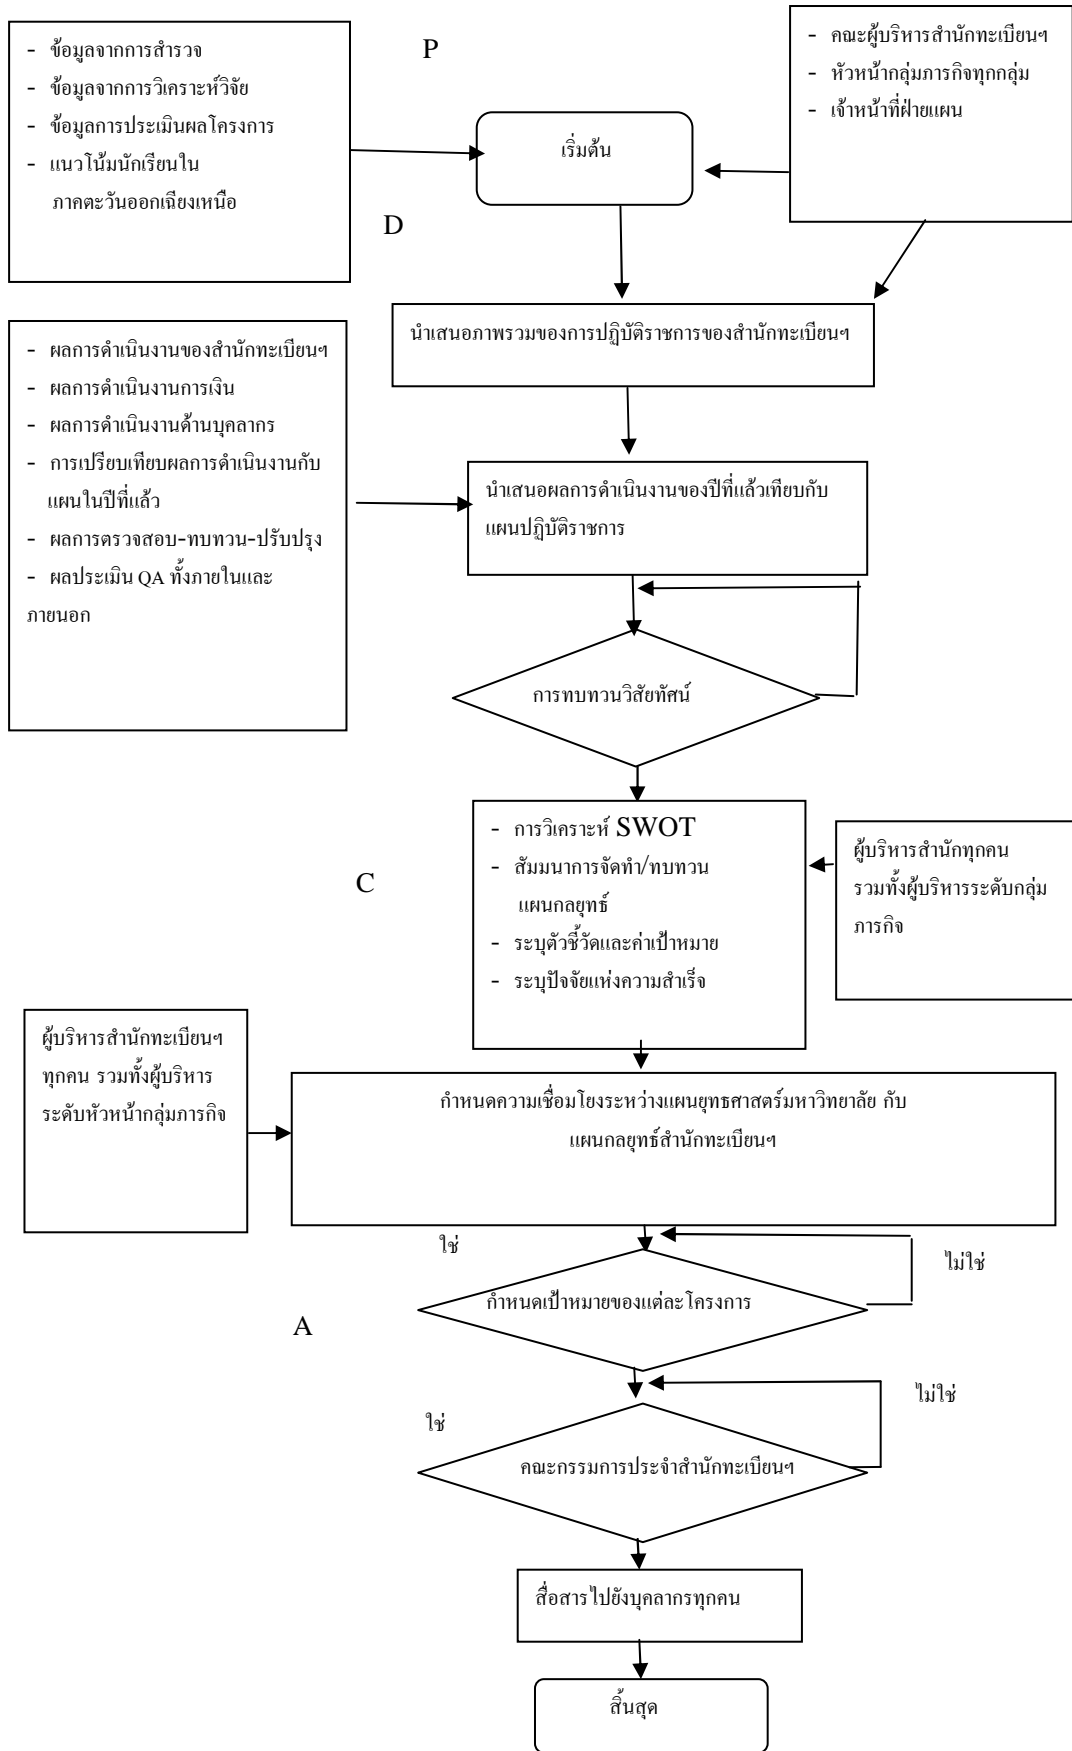 - ข้อมูลจากการสำรวจ
- ข้อมูลจากการวิเคราะห์วิจัย
- ข้อมูลการประเมินผลโครงการ
- แนวโน้มนักเรียนใน
ภาคตะวันออกเฉียงเหนือ
P
- คณะผู้บริหารสำนักทะเบียนฯ
- หัวหน้ากลุ่มภารกิจทุกกลุ่ม
- เจ้าหน้าที่ฝ่ายแผน
เริ่มต้น
D
นำเสนอภาพรวมของการปฏิบัติราชการของสำนักทะเบียนฯ
- ผลการดำเนินงานของสำนักทะเบียนฯ
- ผลการดำเนินงานการเงิน
- ผลการดำเนินงานด้านบุคลากร
- การเปรียบเทียบผลการดำเนินงานกับ
แผนในปีที่แล้ว
- ผลการตรวจสอบ-ทบทวน-ปรับปรุง
- ผลประเมิน QA ทั้งภายในและ
ภายนอก
นำเสนอผลการดำเนินงานของปีที่แล้วเทียบกับ
แผนปฏิบัติราชการ
การทบทวนวิสัยทัศน์
- การวิเคราะห์ SWOT
- สัมมนาการจัดทำ/ทบทวน
แผนกลยุทธ์
- ระบุตัวชี้วัดและค่าเป้าหมาย
- ระบุปัจจัยแห่งความสำเร็จ
C
ผู้บริหารสำนักทุกคน
รวมทั้งผู้บริหารระดับกลุ่ม
ภารกิจ
ผู้บริหารสำนักทะเบียนฯ
ทุกคน รวมทั้งผู้บริหาร
ระดับหัวหน้ากลุ่มภารกิจ
กำหนดความเชื่อมโยงระหว่างแผนยุทธศาสตร์มหาวิทยาลัย กับ
แผนกลยุทธ์สำนักทะเบียนฯ
ใช่
ไม่ใช่
กำหนดเป้าหมายของแต่ละโครงการ
A
ไม่ใช่
ใช่
คณะกรรมการประจำสำนักทะเบียนฯ
สื่อสารไปยังบุคลากรทุกคน
สิ้นสุด